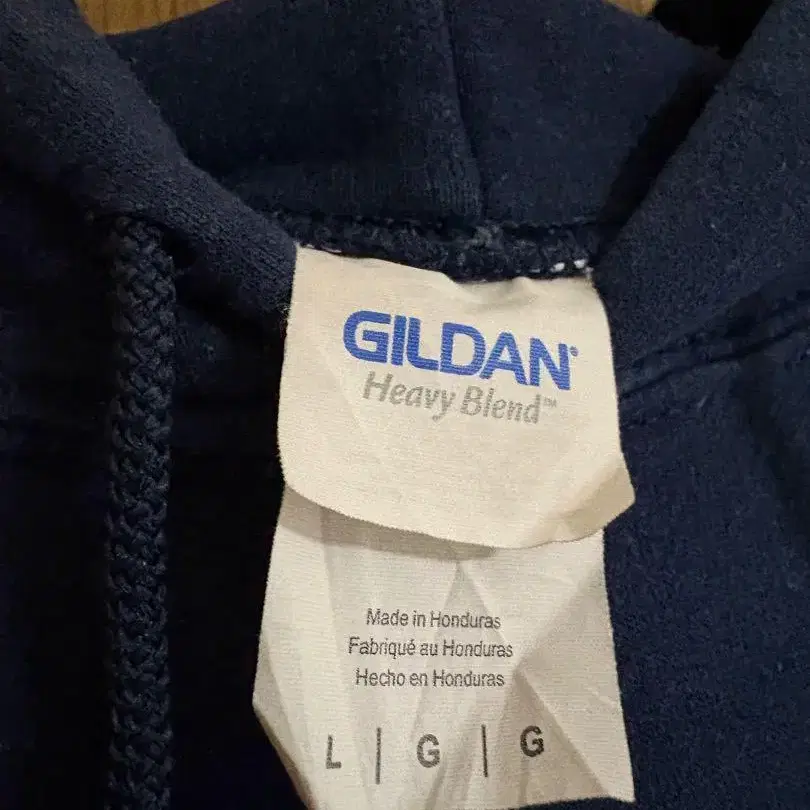 GILDAN®
Heavy Blend™
Made in Honduras
Fabriqué au Honduras
Hecho en Honduras
L | G | G